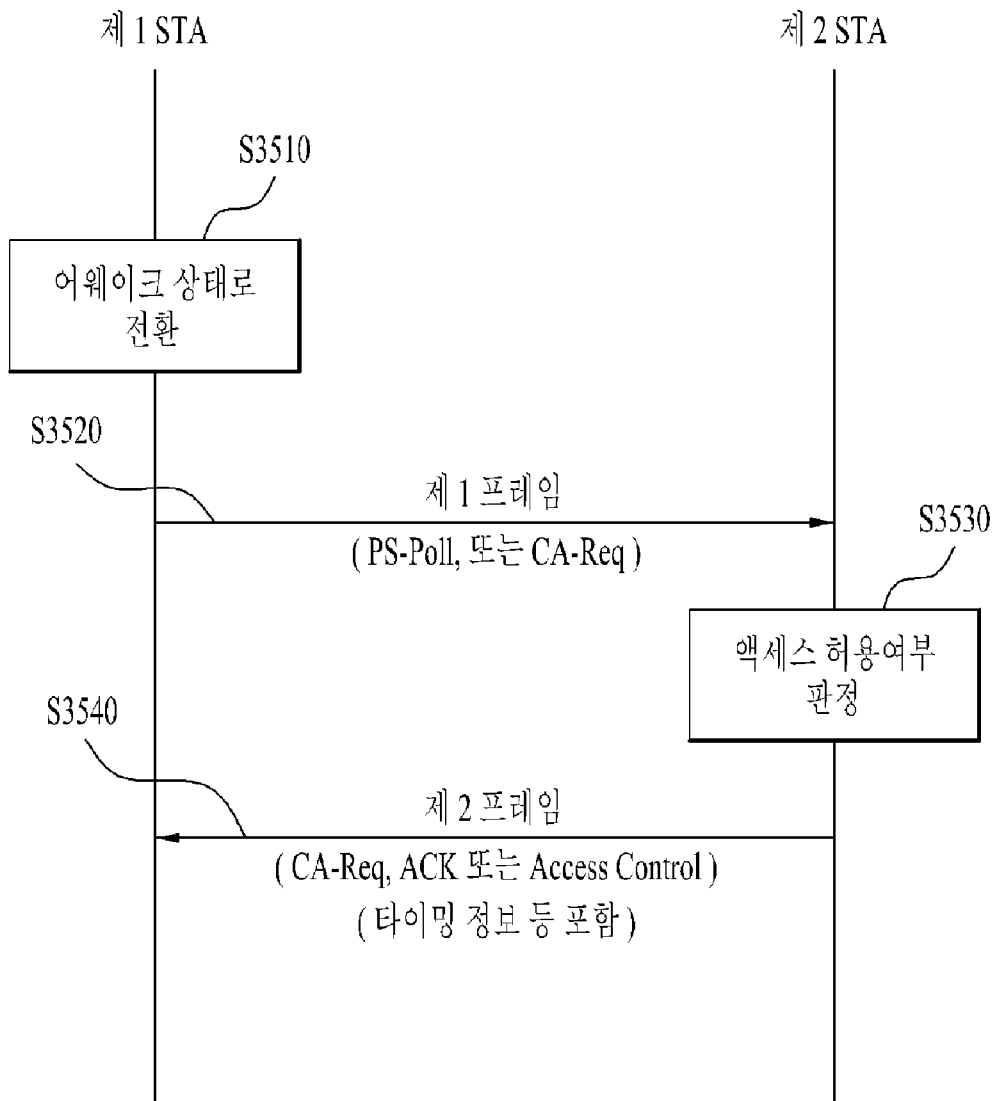 제 1 STA
제 2 STA
S3510
어웨이크 상태로
전환
S3520
제 1 프레임
( PS-Poll, 또는 CA-Req )
S3530
액세스 허용여부
판정
S3540
제 2 프레임
( CA-Req, ACK 또는 Access Control )
( 타이밍 정보 등 포함 )